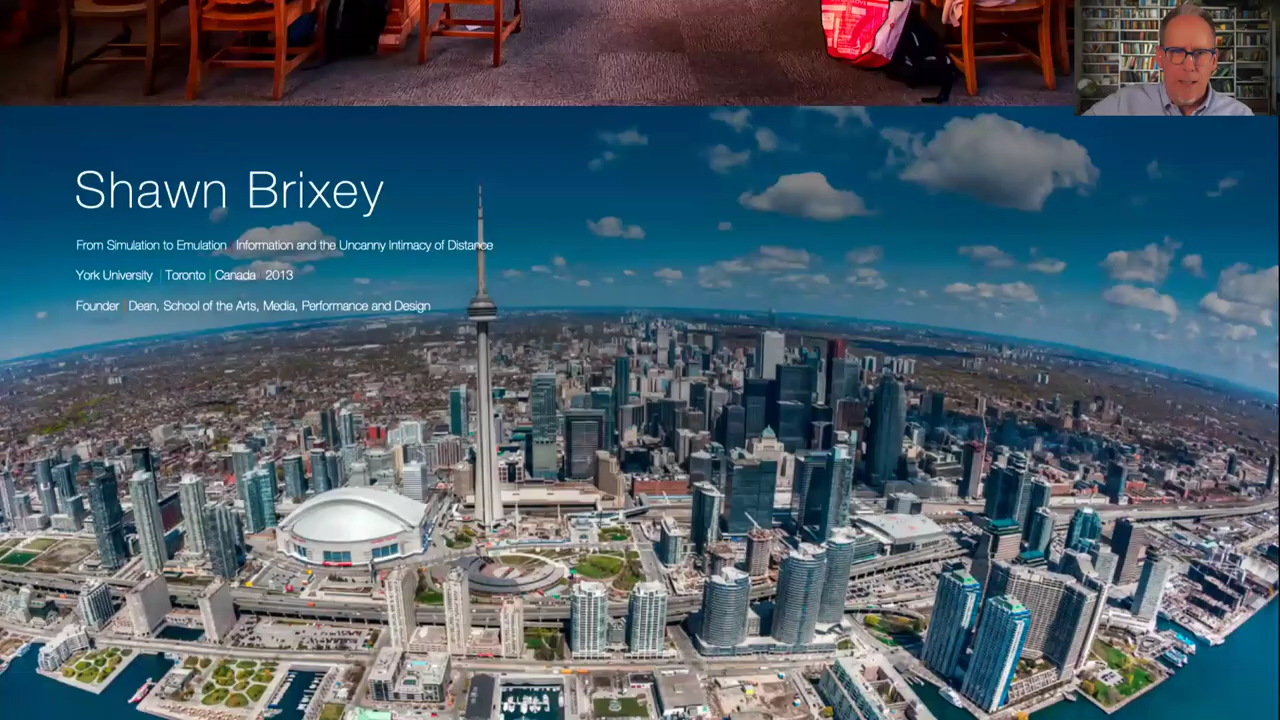 Shawn Brixey
From Simulation to Emulation / Information and the Uncanny Intimacy of Distance
York University | Toronto | Canada 2013
Founder | Dean, School of the Arts, Media, Performance and Design